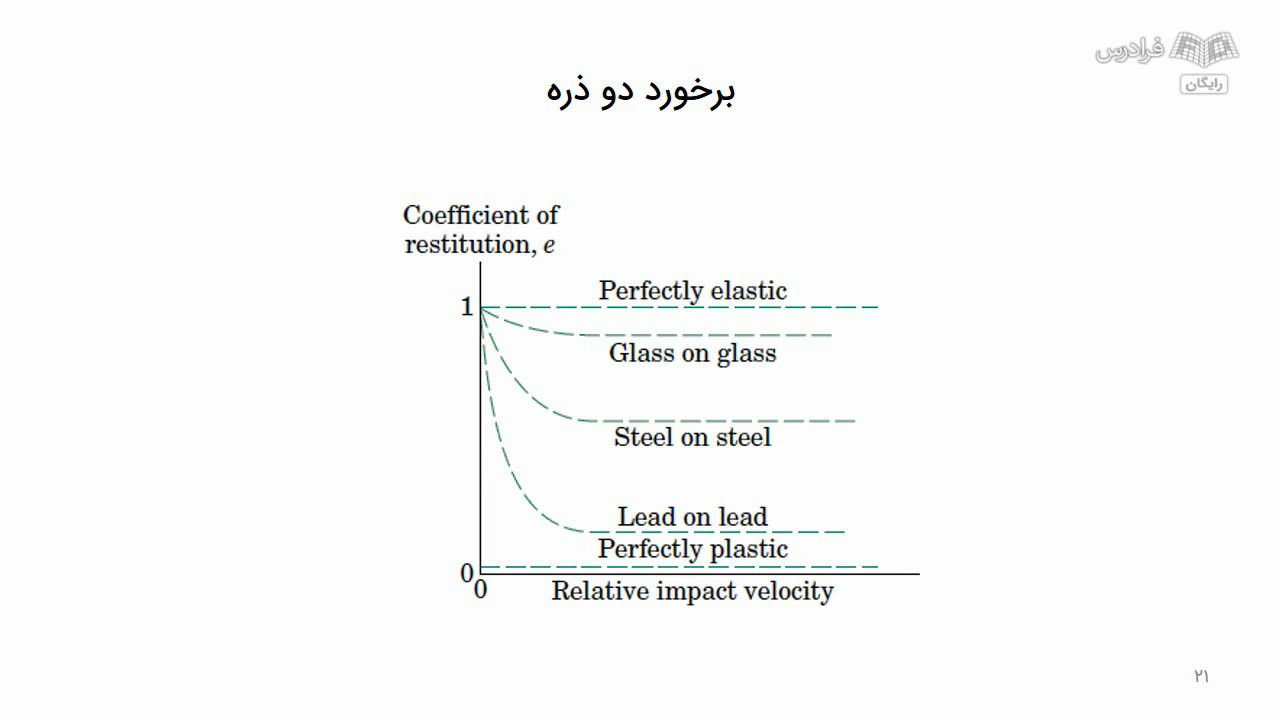 فرادرس
رایگان
برخورد دو ذره
Coefficient of
restitution, e
1
Perfectly elastic
Glass on glass
Steel on steel
Lead on lead
Perfectly plastic
0
0
Relative impact velocity
۲۱